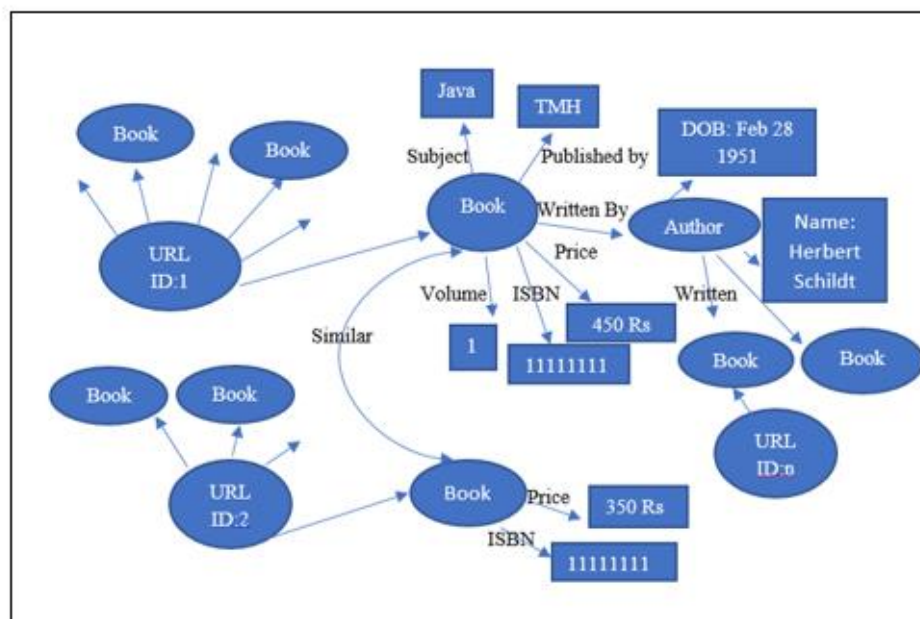 Java
TMH
DOB: Feb 28
1951
Book
Book
Subject
Published by
Book
Written By
Author
Name:
Herbert
Schildt
URL
ID:1
Price
Volume
ISBN
Written
450 Rs
Similar
1
11111111
Book
Book
Book
Book
URL
ID:n
URL
ID:2
Book
Price
350 Rs
ISBN
11111111